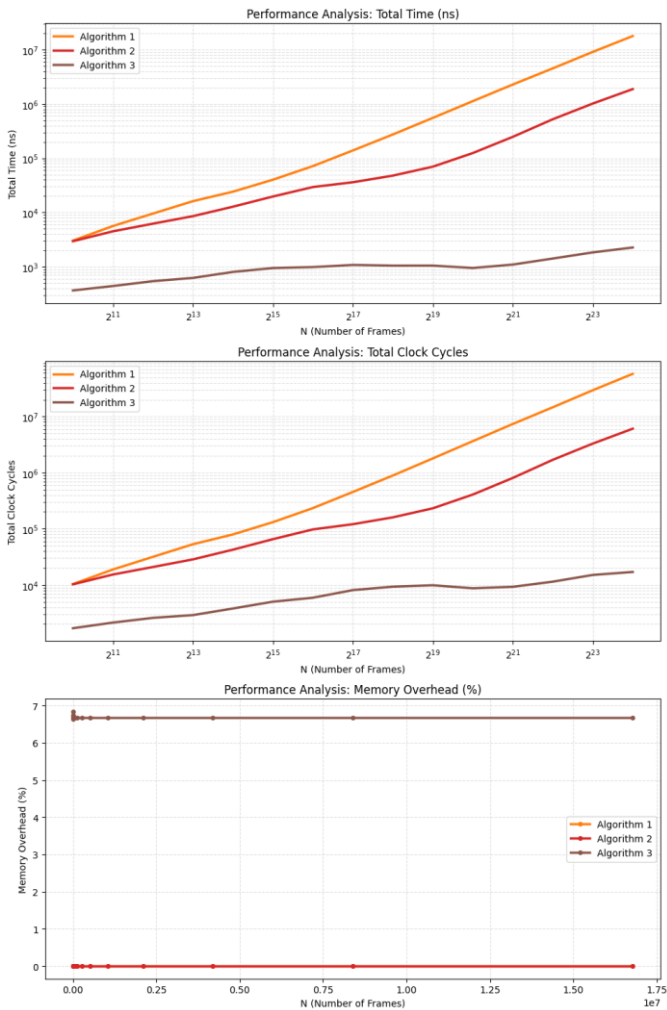 Performance Analysis: Total Time (ns)
Algorithm 1
Algorithm 2
Algorithm 3
Total Time (ns)
10^7
10^6
10^5
10^4
10^3
2^11 2^13 2^15 2^17 2^19 2^21 2^23
N (Number of Frames)
Performance Analysis: Total Clock Cycles
Algorithm 1
Algorithm 2
Algorithm 3
Total Clock Cycles
10^7
10^6
10^5
10^4
2^11 2^13 2^15 2^17 2^19 2^21 2^23
N (Number of Frames)
Performance Analysis: Memory Overhead (%)
Memory Overhead (%)
7
6
5
4
3
2
1
0
Algorithm 1
Algorithm 2
Algorithm 3
0.00 0.25 0.50 0.75 1.00 1.25 1.50 1.75
1e7
N (Number of Frames)